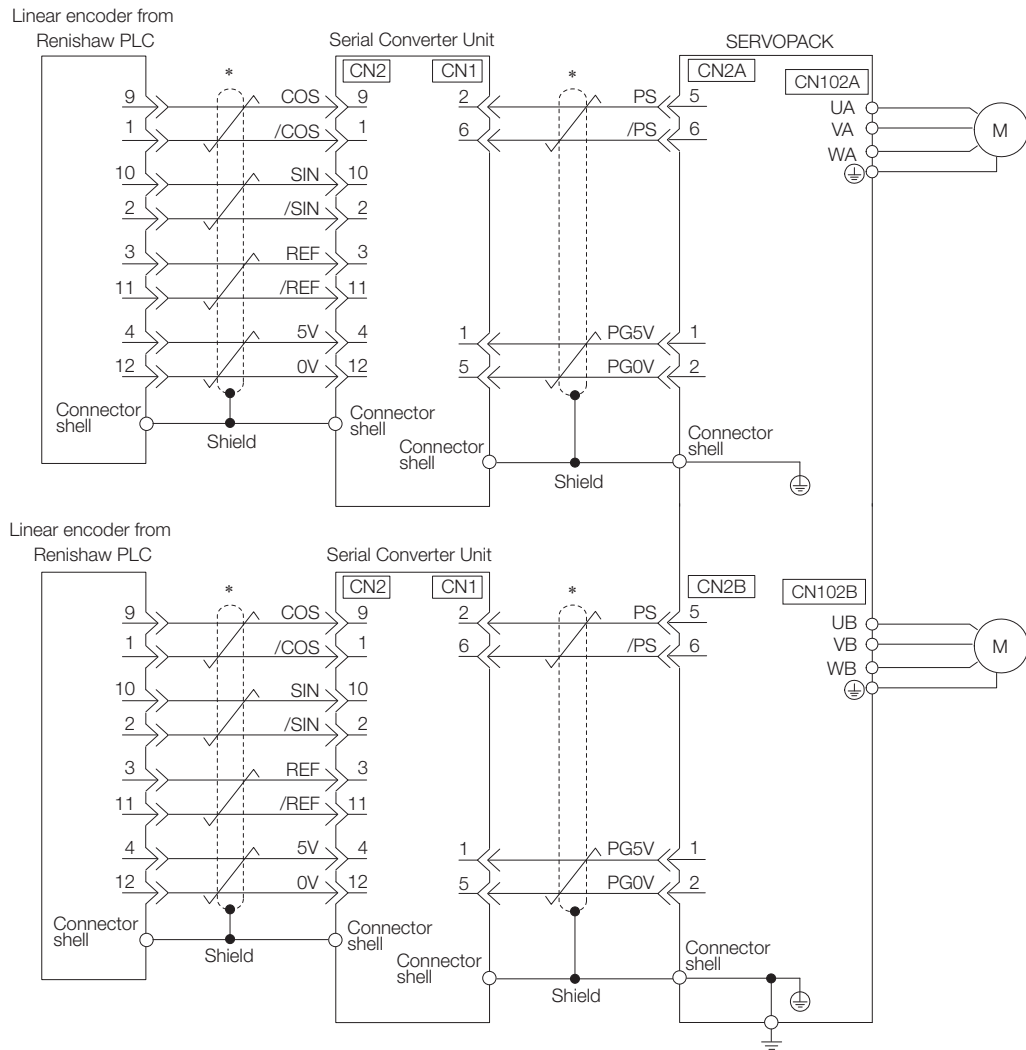 Linear encoder from
Renishaw PLC
Serial Converter Unit
SERVOPACK
CN2
CN1
CN2A
CN102A
*
*
9 COS 9
2 PS 5
1 /COS 1
6 /PS 6
UA
VA
WA
M
10 SIN 10
2 /SIN 2
3 REF 3
11 /REF 11
4 5V 4
1 PG5V 1
12 0V 12
5 PG0V 2
Connector
shell
Shield
Connector
shell
Connector
shell
Shield
Connector
shell
Linear encoder from
Renishaw PLC
Serial Converter Unit
CN2
CN1
CN2B
CN102B
*
*
9 COS 9
2 PS 5
1 /COS 1
6 /PS 6
UB
VB
WB
M
10 SIN 10
2 /SIN 2
3 REF 3
11 /REF 11
4 5V 4
1 PG5V 1
12 0V 12
5 PG0V 2
Connector
shell
Shield
Connector
shell
Connector
shell
Shield
Connector
shell